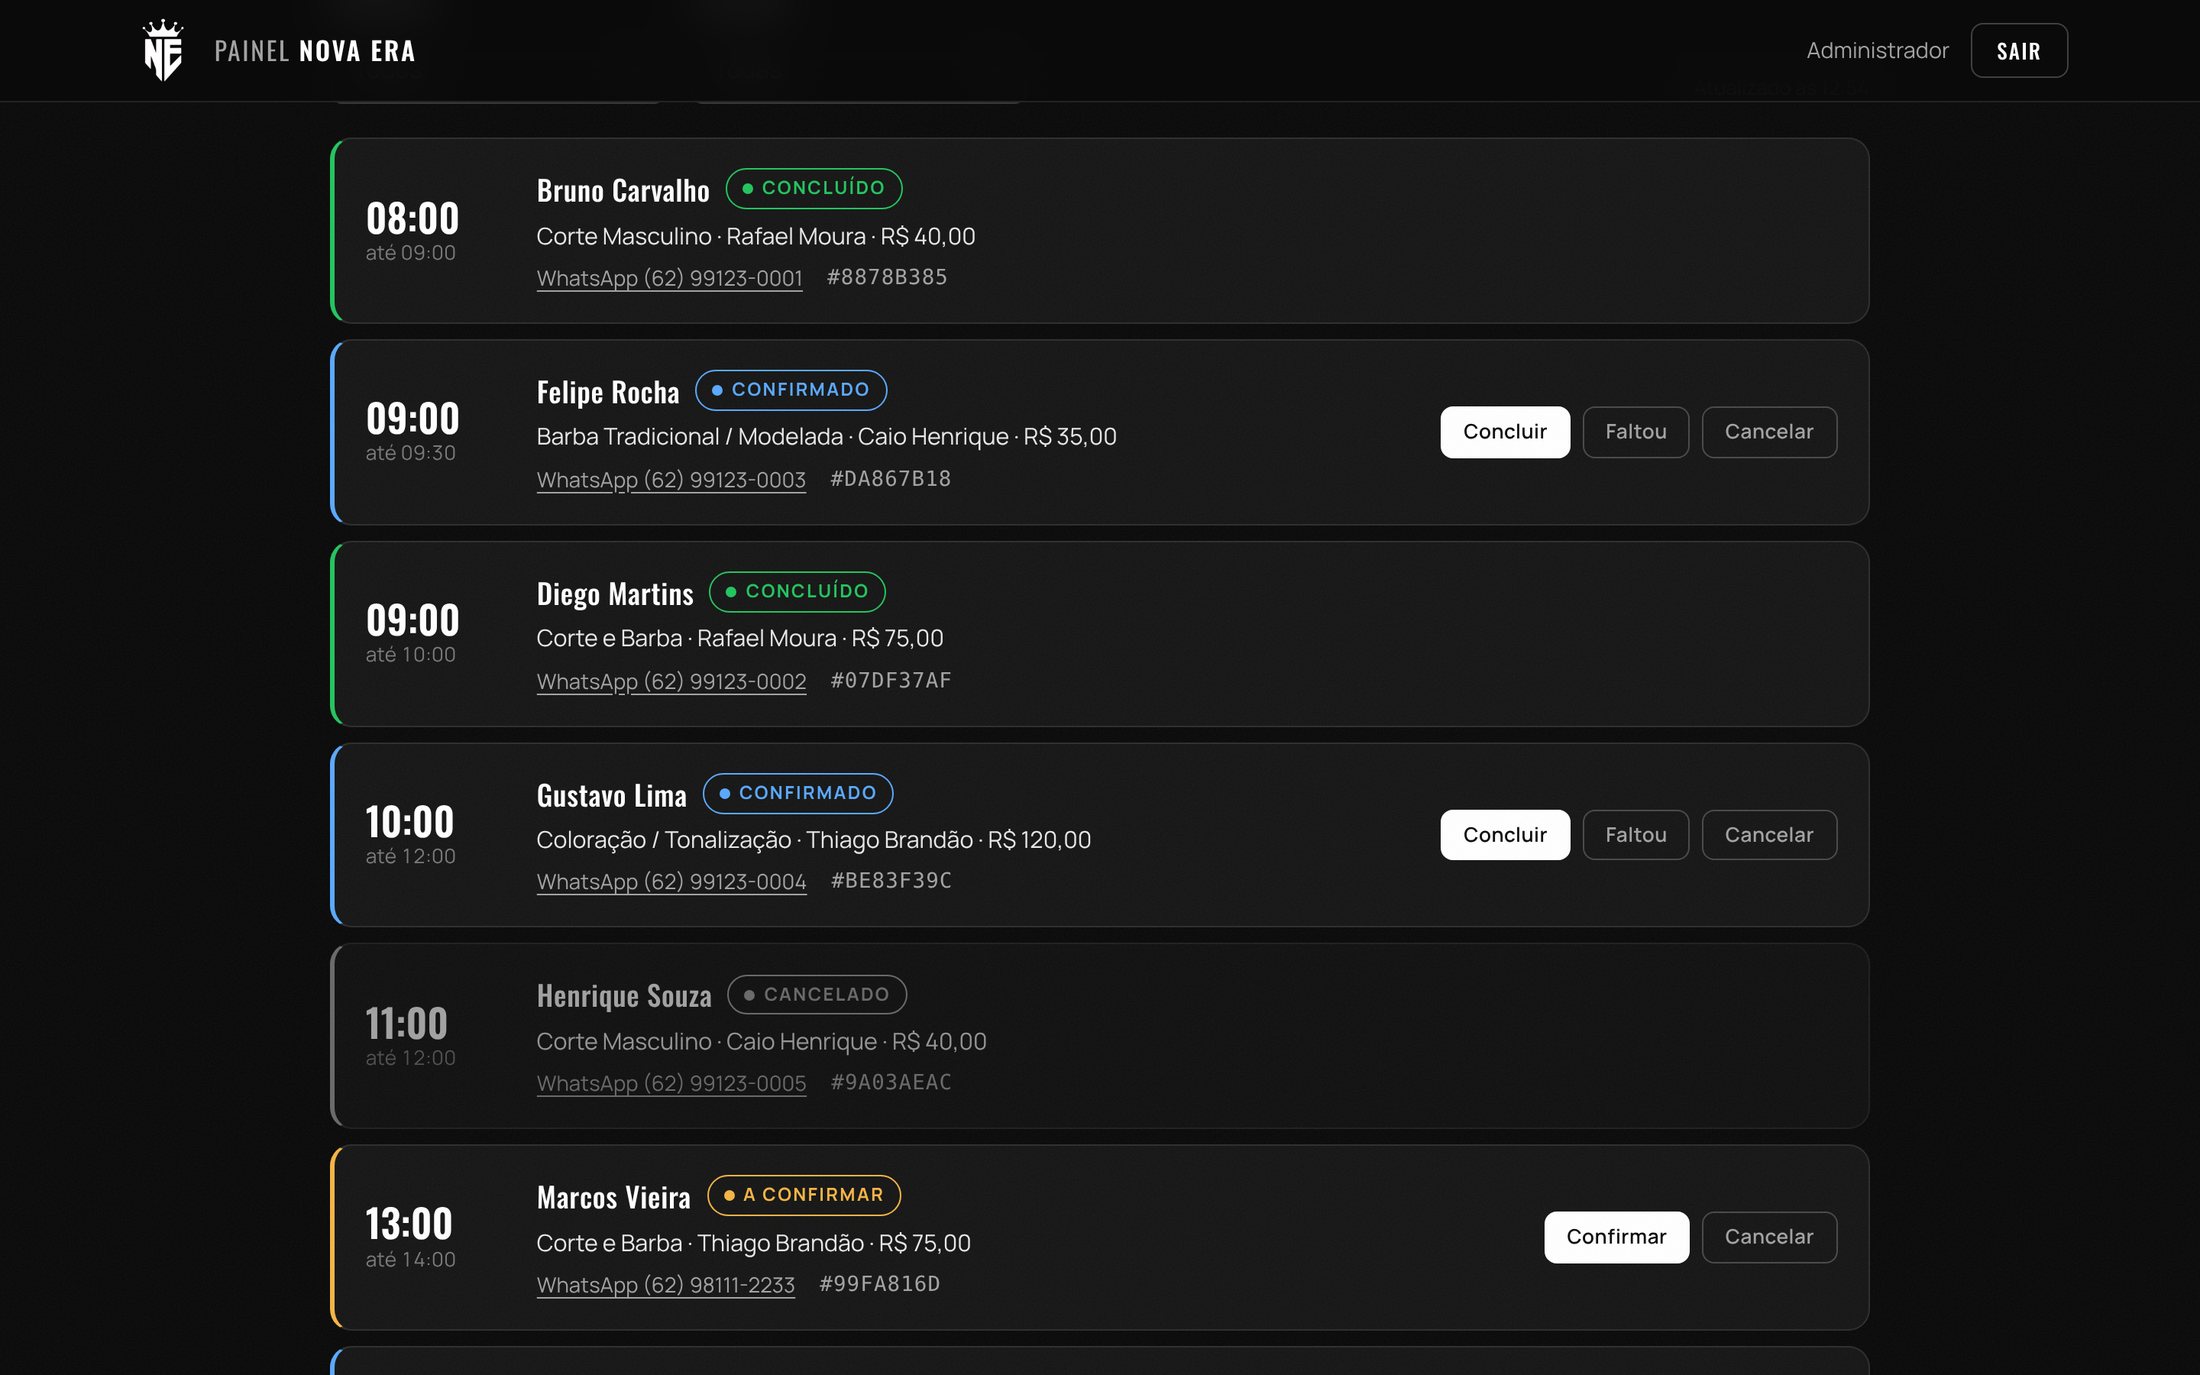 NE
PAINEL NOVA ERA
Administrador
SAIR
Atualizado às 12:54
08:00
até 09:00
Bruno Carvalho
CONCLUÍDO
Corte Masculino · Rafael Moura · R$ 40,00
WhatsApp (62) 99123-0001 #8878B385
09:00
até 09:30
Felipe Rocha
CONFIRMADO
Barba Tradicional / Modelada · Caio Henrique · R$ 35,00
WhatsApp (62) 99123-0003 #DA867B18
Concluir
Faltou
Cancelar
09:00
até 10:00
Diego Martins
CONCLUÍDO
Corte e Barba · Rafael Moura · R$ 75,00
WhatsApp (62) 99123-0002 #07DF37AF
10:00
até 12:00
Gustavo Lima
CONFIRMADO
Coloração / Tonalização · Thiago Brandão · R$ 120,00
WhatsApp (62) 99123-0004 #BE83F39C
Concluir
Faltou
Cancelar
11:00
até 12:00
Henrique Souza
CANCELADO
Corte Masculino · Caio Henrique · R$ 40,00
WhatsApp (62) 99123-0005 #9A03AEAC
13:00
até 14:00
Marcos Vieira
A CONFIRMAR
Corte e Barba · Thiago Brandão · R$ 75,00
WhatsApp (62) 98111-2233 #99FA816D
Confirmar
Cancelar